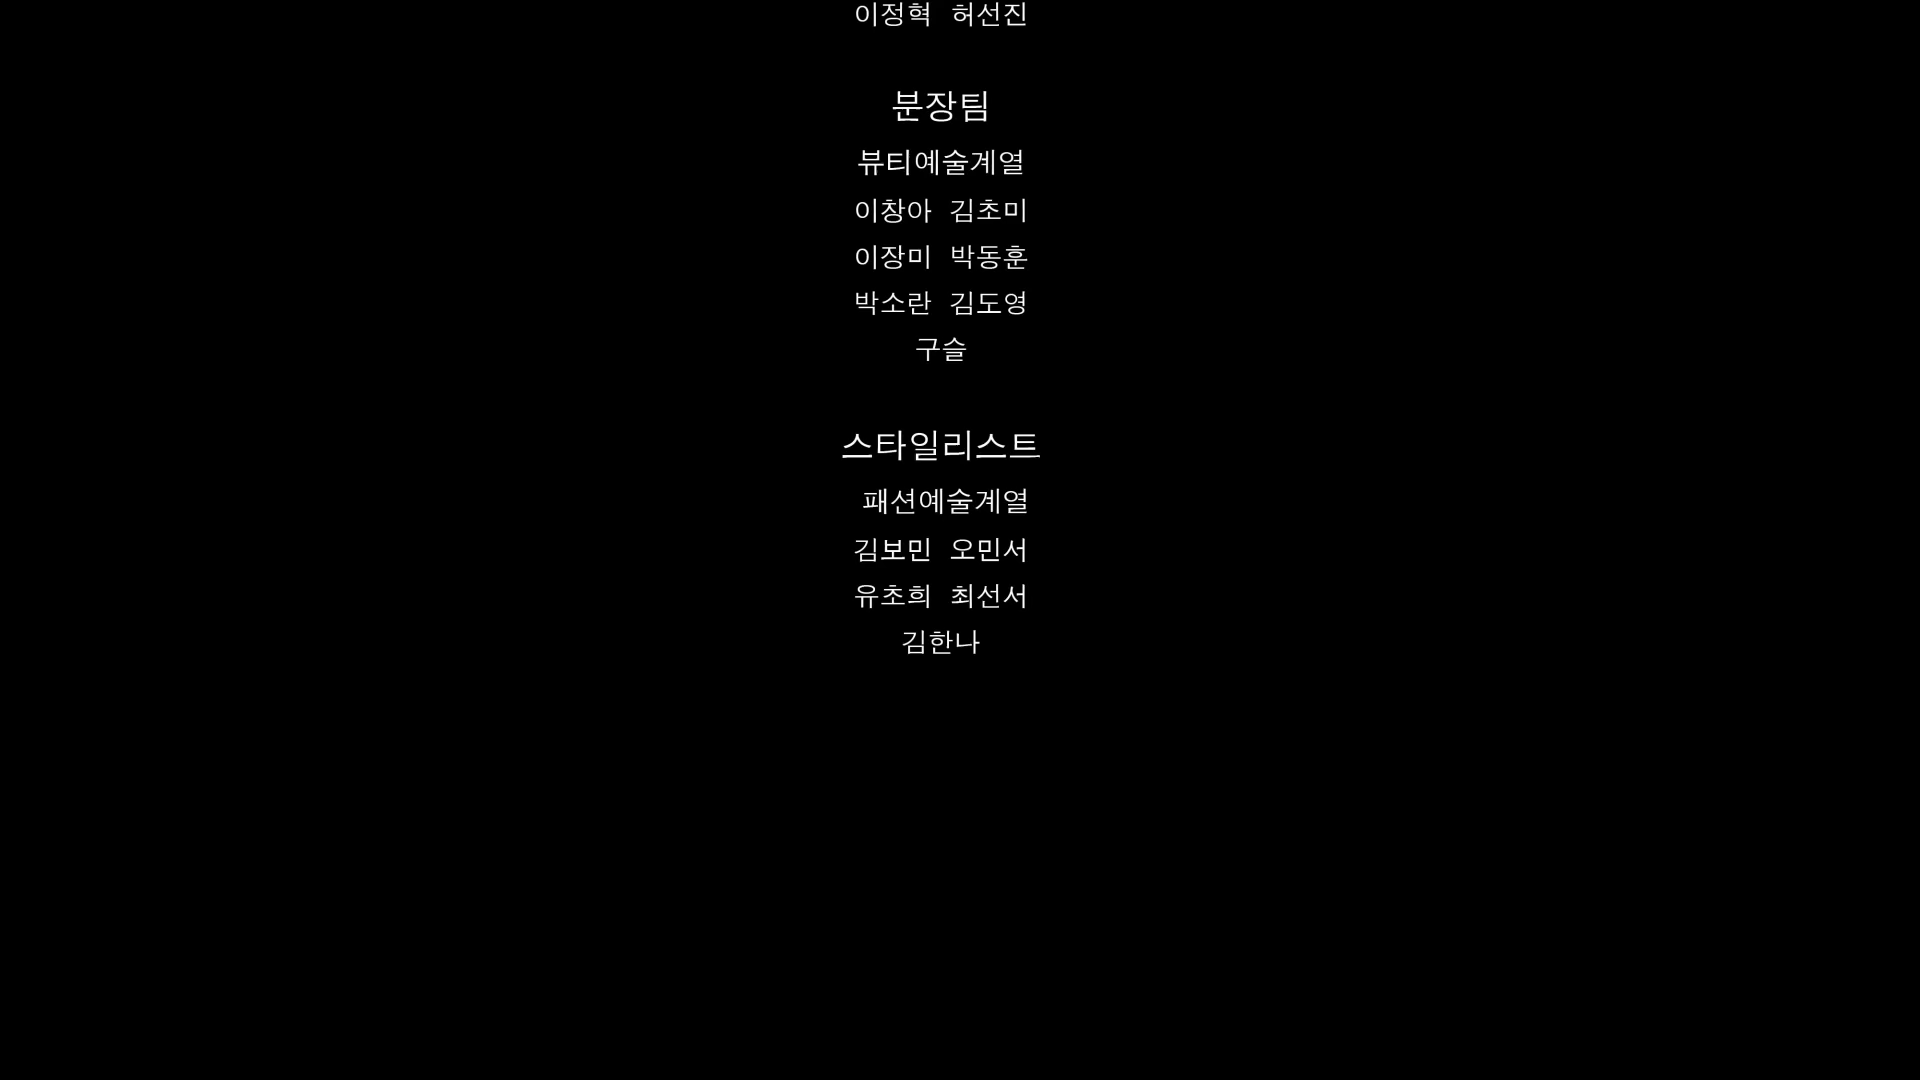 이정혁 허선진
분장팀
뷰티예술계열
이창아 김초미
이장미 박동훈
박소란 김도영
구슬
스타일리스트
패션예술계열
김보민 오민서
유초희 최선서
김한나